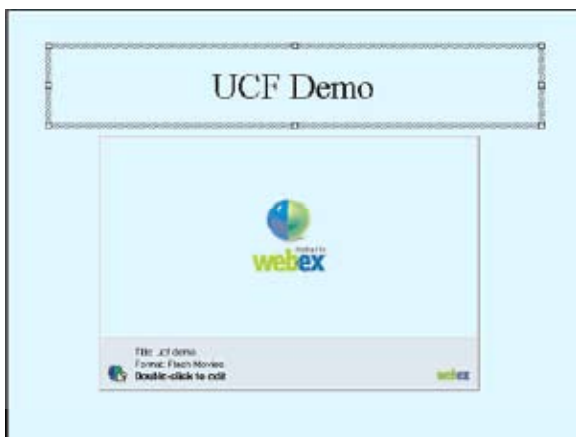 UCF Demo
webex
Title: ucf demo
Format: Flash Movies
Double-click to edit
webex